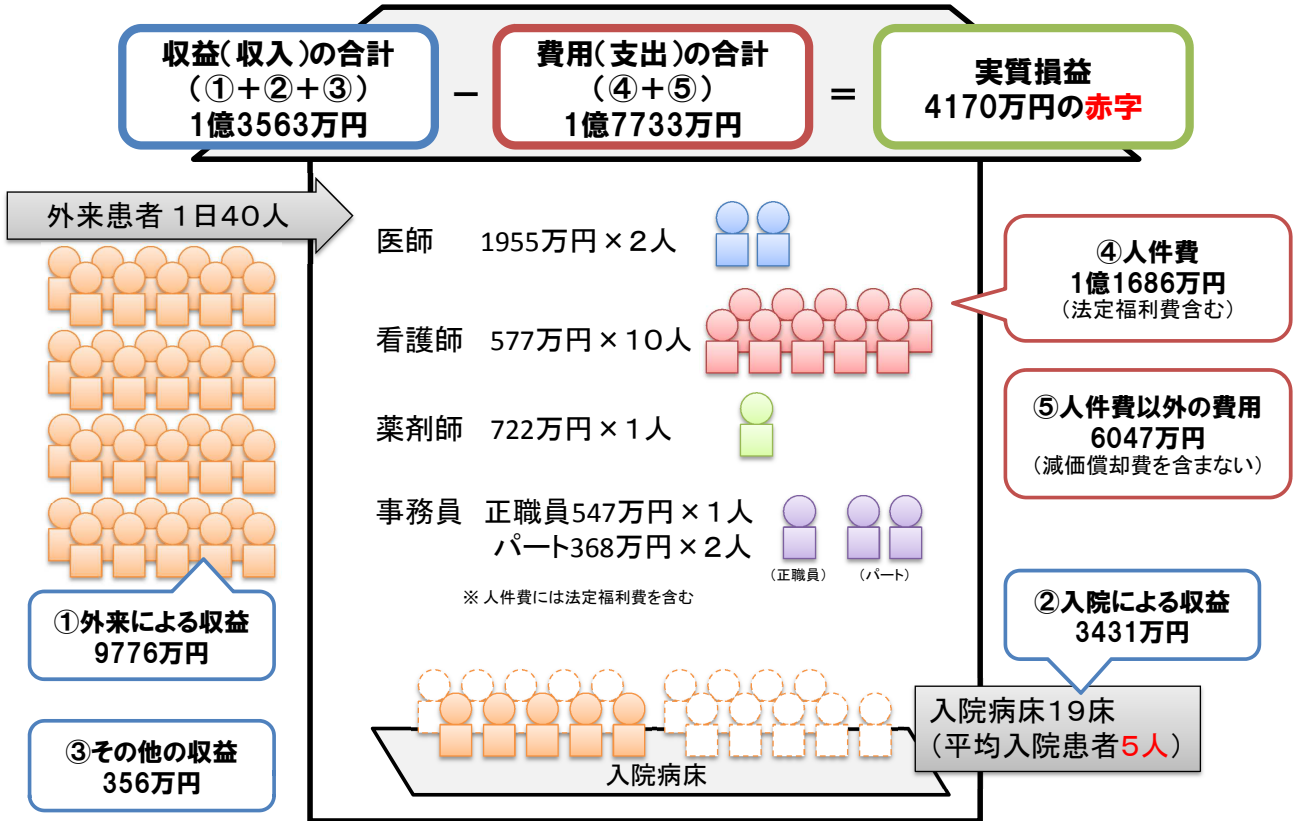 収益(収入)の合計
(①+②+③)
1億3563万円
−
費用(支出)の合計
(④+⑤)
1億7733万円
=
実質損益
4170万円の赤字
外来患者 1日40人
医師 1955万円×2人
看護師 577万円×10人
薬剤師 722万円×1人
事務員 正職員547万円×1人
パート368万円×2人
(正職員) (パート)
※ 人件費には法定福利費を含む
④人件費
1億1686万円
(法定福利費含む)
⑤人件費以外の費用
6047万円
(減価償却費を含まない)
①外来による収益
9776万円
②入院による収益
3431万円
③その他の収益
356万円
入院病床19床
(平均入院患者5人)
入院病床